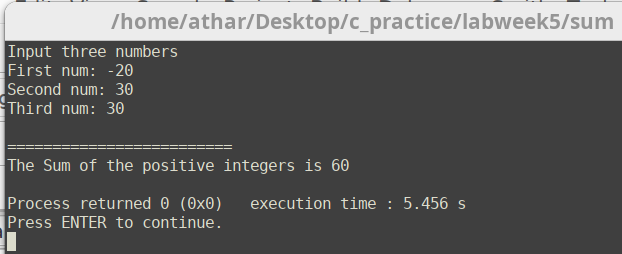 /home/athar/Desktop/c_practice/labweek5/sum
Input three numbers
First num: -20
Second num: 30
Third num: 30
=========================
The Sum of the positive integers is 60
Process returned 0 (0x0)   execution time : 5.456 s
Press ENTER to continue.